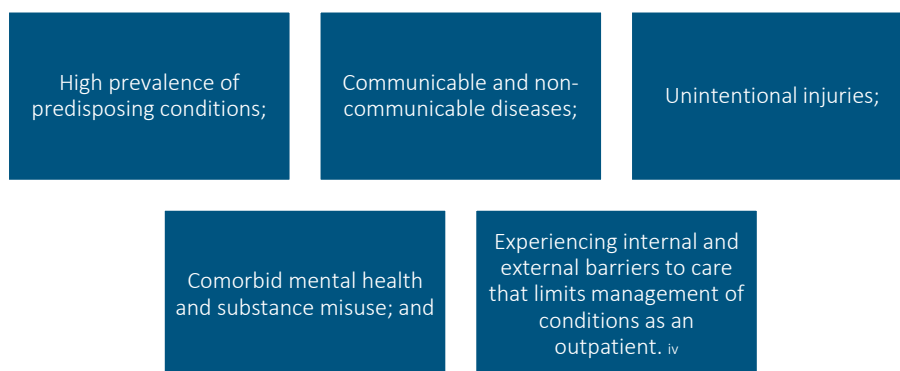 High prevalence of
predisposing conditions;
Communicable and non-
communicable diseases;
Unintentional injuries;
Comorbid mental health
and substance misuse; and
Experiencing internal and
external barriers to care
that limits management of
conditions as an
outpatient. iv